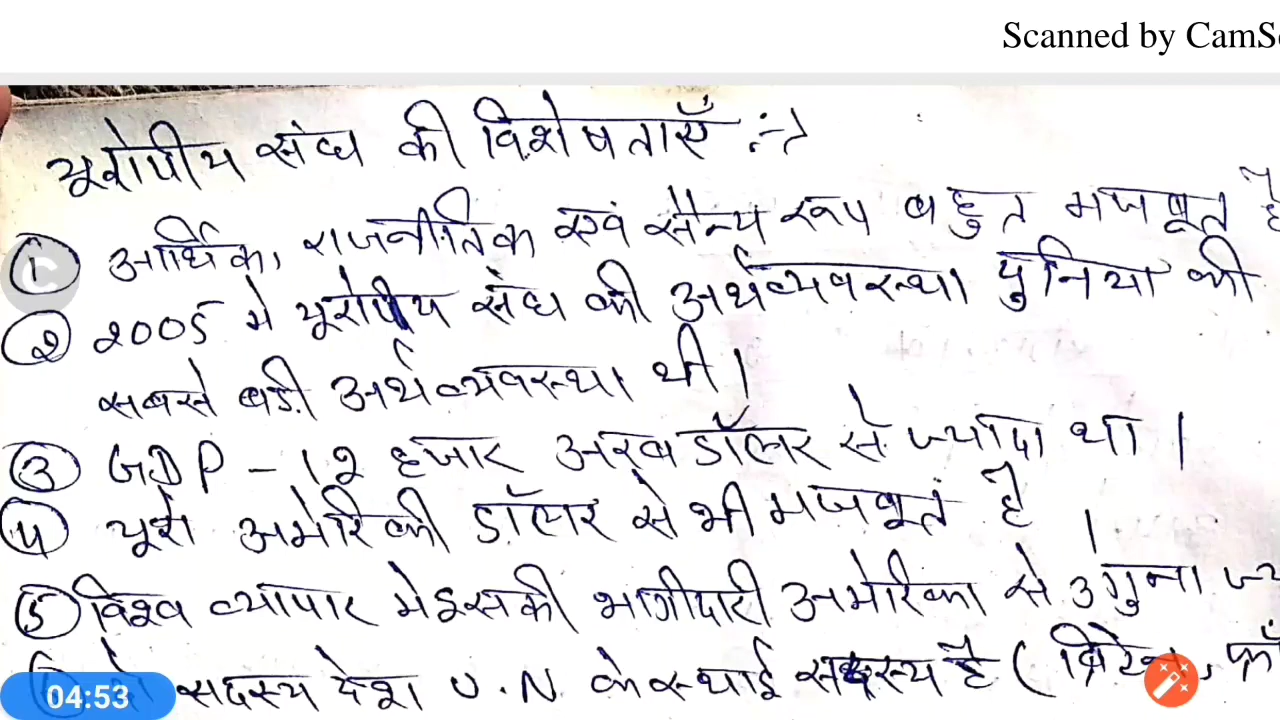 Scanned by CamSc
यूरोपीय संघ की विशेषताएँ :→
① आर्थिक, राजनीतिक एवं सैन्य रूप बहुत मजबूत है
② 2005 मे यूरोपीय संघ की अर्थव्यवस्था दुनिया की
सबसे बड़ी अर्थव्यवस्था थी।
③ GDP - 12 हजार अरब डॉलर से ज्यादा था।
④ यूरो अमेरिकी डॉलर से भी मजबूत है।
⑤ विश्व व्यापार मे इसकी भागीदारी अमेरिका से 3 गुना ज्य
सदस्य देश U.N. के स्थाई सदस्य है (ब्रिटेन, फ्राँ
04:53